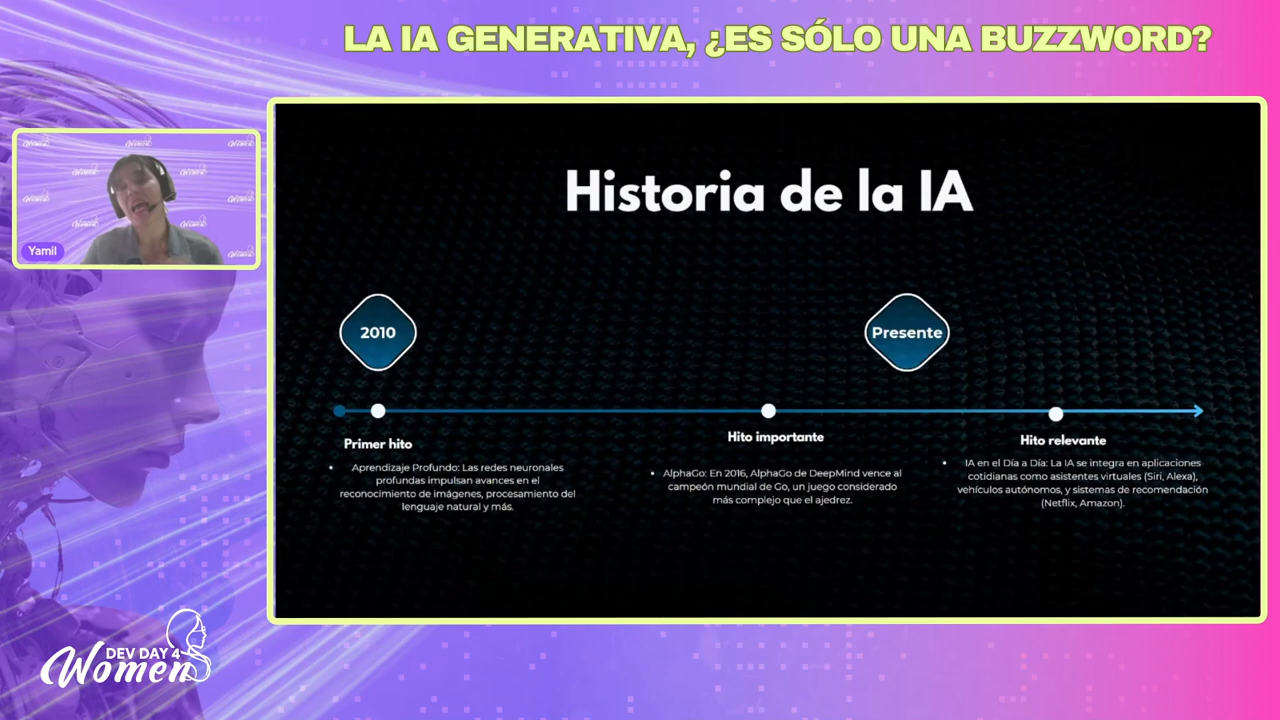 LA IA GENERATIVA, ¿ES SÓLO UNA BUZZWORD?
Yamil
Historia de la IA
2010
Presente
Primer hito
• Aprendizaje Profundo: Las redes neuronales
profundas impulsan avances en el
reconocimiento de imágenes, procesamiento del
lenguaje natural y más.
Hito importante
• AlphaGo: En 2016, AlphaGo de DeepMind vence al
campeón mundial de Go, un juego considerado
más complejo que el ajedrez.
Hito relevante
• IA en el Día a Día: La IA se integra en aplicaciones
cotidianas como asistentes virtuales (Siri, Alexa),
vehículos autónomos, y sistemas de recomendación
(Netflix, Amazon).
DEV DAY 4
Women